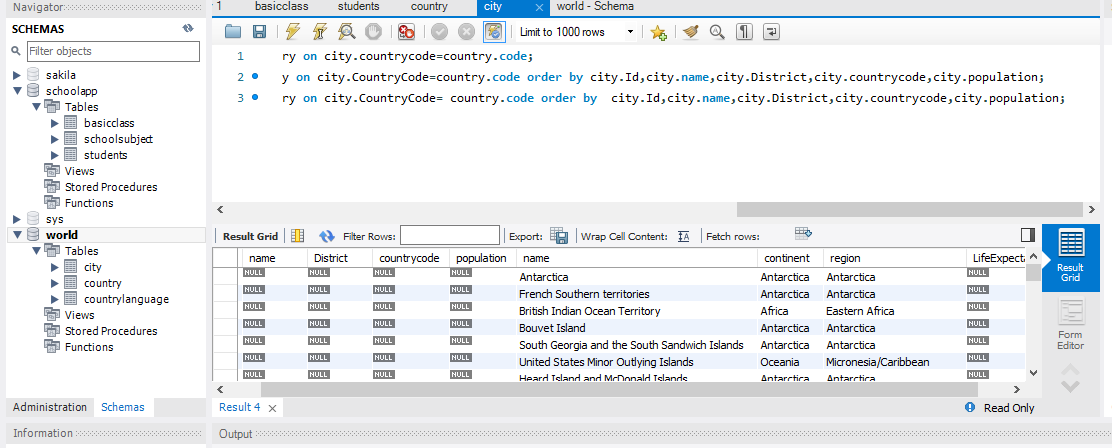 Navigator
1 basicclass students country city world - Schema
SCHEMAS
Filter objects
sakila
schoolapp
Tables
basicclass
schoolsubject
students
Views
Stored Procedures
Functions
sys
world
Tables
city
country
countrylanguage
Views
Stored Procedures
Functions
Administration Schemas
Information
Limit to 1000 rows
1 ry on city.countrycode=country.code;
2 y on city.CountryCode=country.code order by city.Id,city.name,city.District,city.countrycode,city.population;
3 ry on city.CountryCode= country.code order by  city.Id,city.name,city.District,city.countrycode,city.population;
Result Grid Filter Rows: Export: Wrap Cell Content: IA Fetch rows:
name District countrycode population name continent region LifeExpecta
NULL NULL NULL NULL Antarctica Antarctica Antarctica NULL
NULL NULL NULL NULL French Southern territories Antarctica Antarctica NULL
NULL NULL NULL NULL British Indian Ocean Territory Africa Eastern Africa NULL
NULL NULL NULL NULL Bouvet Island Antarctica Antarctica NULL
NULL NULL NULL NULL South Georgia and the South Sandwich Islands Antarctica Antarctica NULL
NULL NULL NULL NULL United States Minor Outlying Islands Oceania Micronesia/Caribbean NULL
NULL NULL NULL NULL Heard Island and McDonald Islands Antarctica Antarctica NULL
Result Grid
Form Editor
Result 4 Read Only
Output